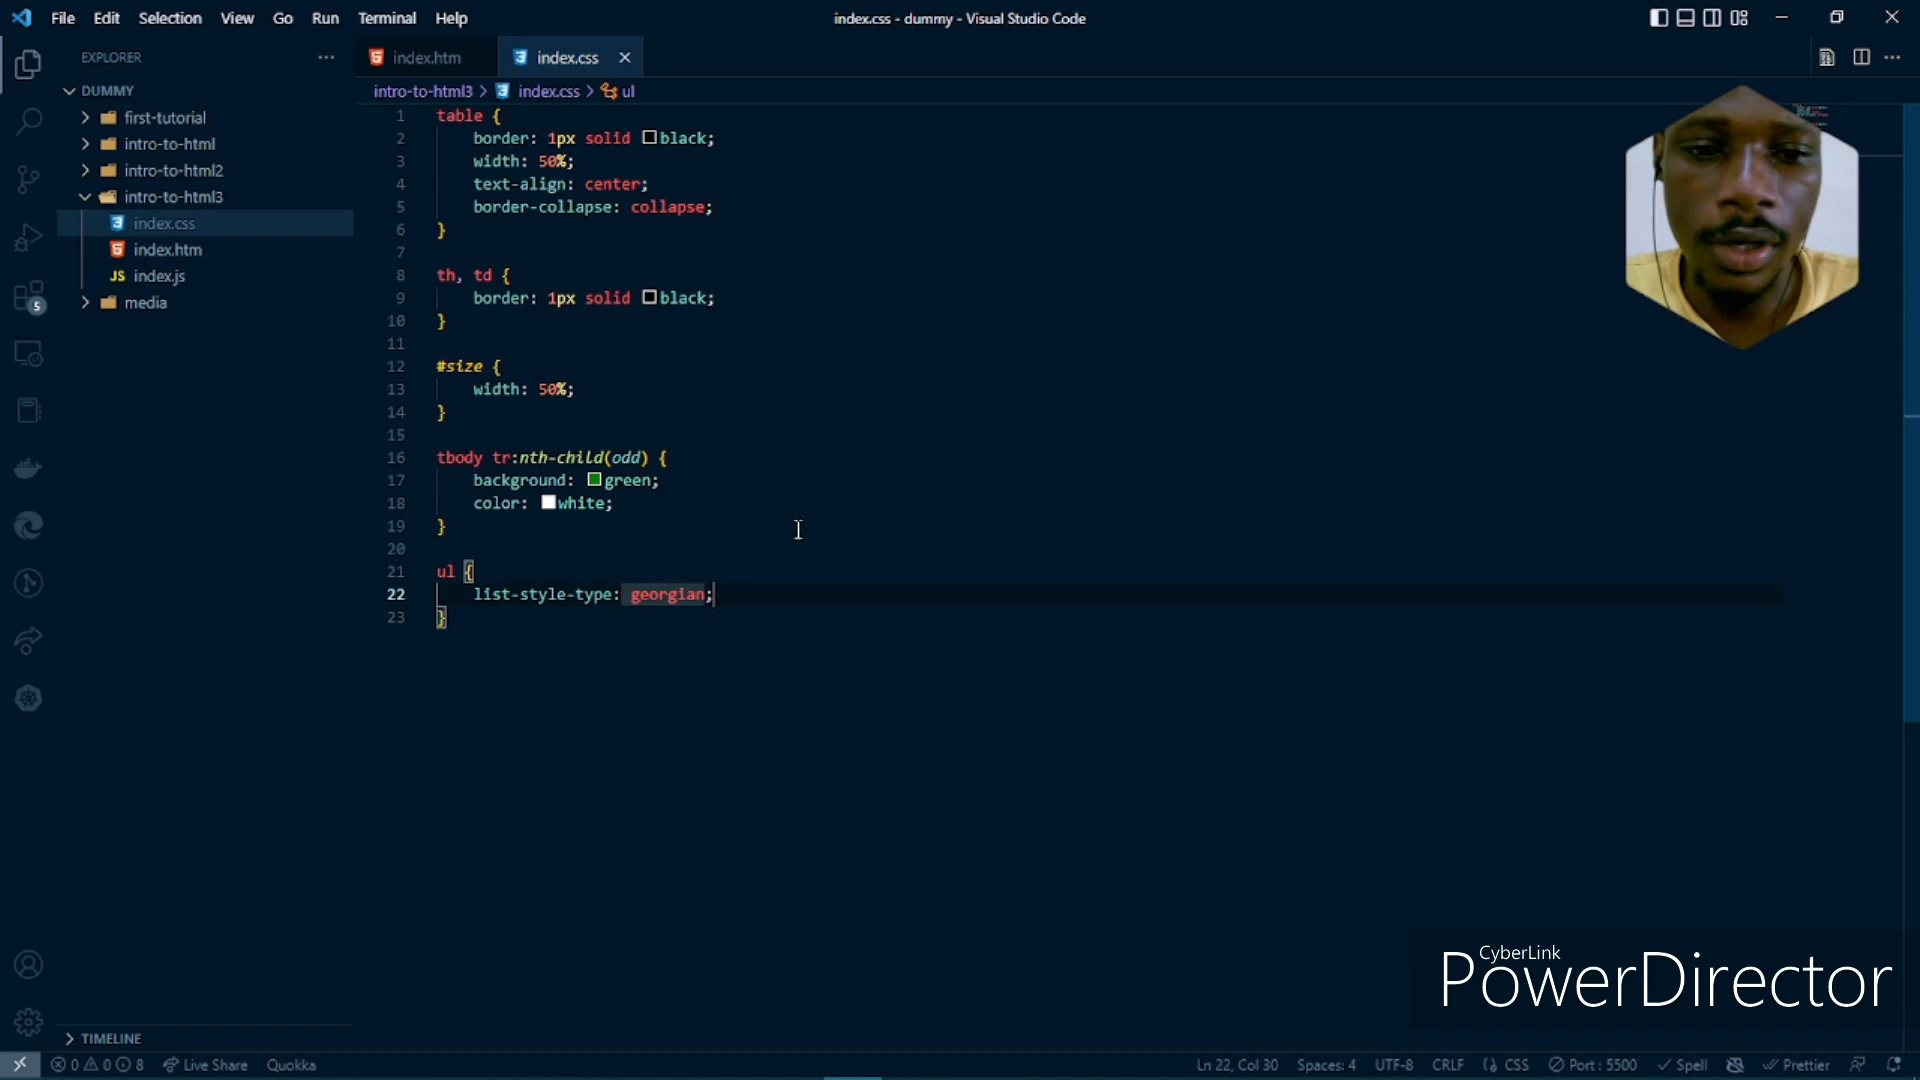 File Edit Selection View Go Run Terminal Help
index.css - dummy - Visual Studio Code
EXPLORER
DUMMY
first-tutorial
intro-to-html
intro-to-html2
intro-to-html3
index.css
index.htm
JS index.js
media
5
TIMELINE
index.htm
index.css
intro-to-html3 > index.css > ul
1 table {
2 border: 1px solid black;
3 width: 50%;
4 text-align: center;
5 border-collapse: collapse;
6 }
7
8 th, td {
9 border: 1px solid black;
10 }
11
12 #size {
13 width: 50%;
14 }
15
16 tbody tr:nth-child(odd) {
17 background: green;
18 color: white;
19 }
20
21 ul {
22 list-style-type: georgian;
23 }
CyberLink
PowerDirector
0 0 8 Live Share Quokka
Ln 22, Col 30 Spaces: 4 UTF-8 CRLF CSS Port : 5500 Spell Prettier